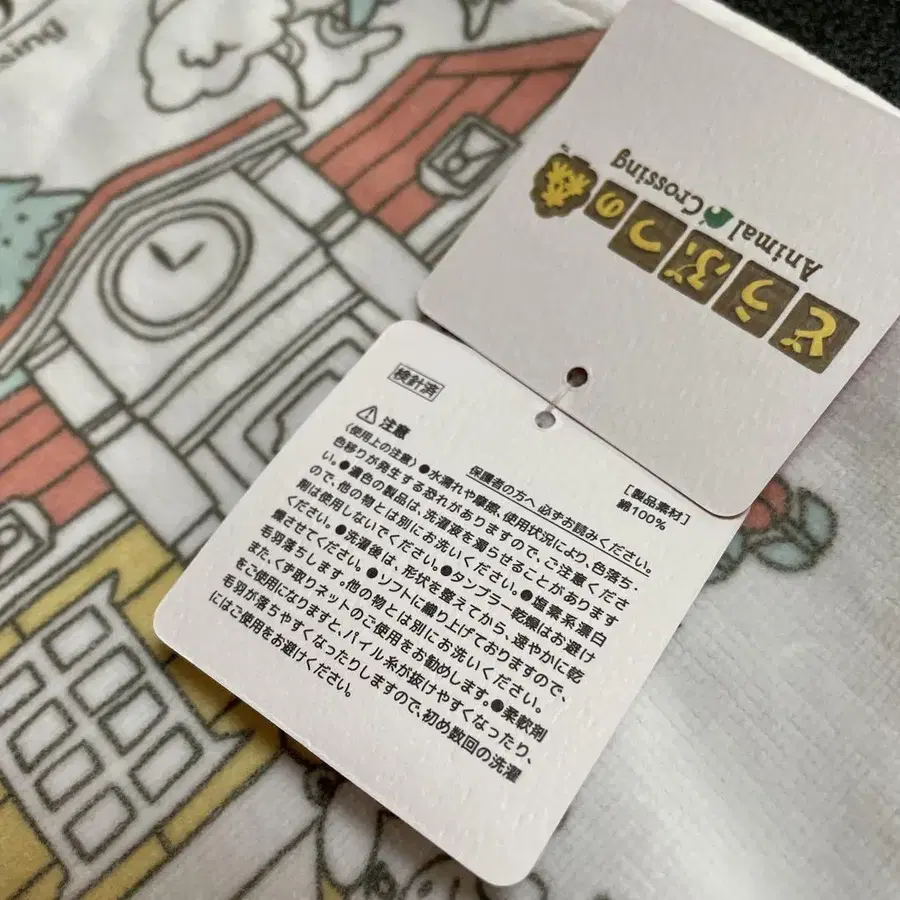 ssing
どうぶつの森
Animal Crossing
検針済
[製品素材]
綿100%
保護者の方へ 必ずお読みください。
⚠注意
〈使用上の注意〉●水濡れや摩擦、使用状況により、色落ち・
色移りが発生する恐れがありますので、ご注意くださ
い。●濃色の製品は、洗濯液を濁らせることがあります
ので、他の物とは別にお洗いください。●塩素系漂白
剤は使用しないでください。●タンブラー乾燥はお避け
ください。●洗濯後は、形状を整えてから、速やかに乾
燥させてください。●ソフトに織り上げておりますので、
毛羽落ちします。他の物とは別にお洗いください。
また、くず取りネットのご使用をお勧めします。●柔軟剤
をご使用になりますと、パイル糸が抜けやすくなったり、
毛羽が落ちやすくなったりしますので、初め数回の洗濯
にはご使用をお避けください。